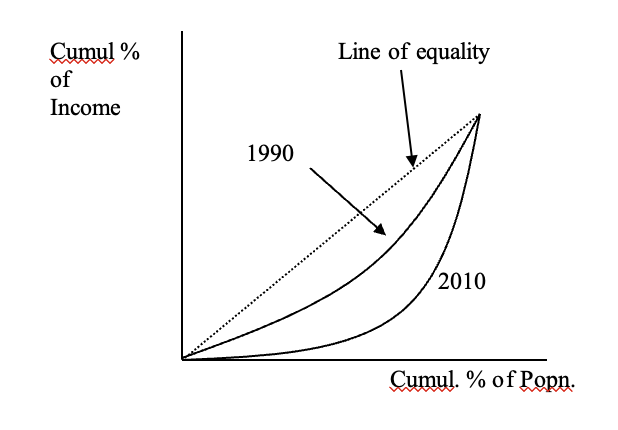 Cumul %
of
Income
Line of equality
1990
2010
Cumul. % of Popn.